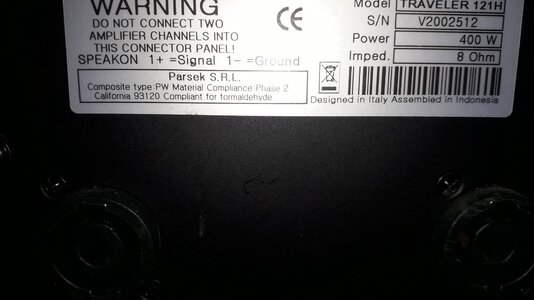 WARNING
DO NOT CONNECT TWO
AMPLIFIER CHANNELS INTO
THIS CONNECTOR PANEL!
SPEAKON 1+ =Signal 1- =Ground
Parsek S.R.L.
Composite type:PW Material Compliance:Phase 2
California 93120 Compliant for formaldehyde
CE
Model TRAVELER 121H
S/N V2002512
Power 400 W
Imped. 8 Ohm
Designed in Italy Assembled in Indonesia